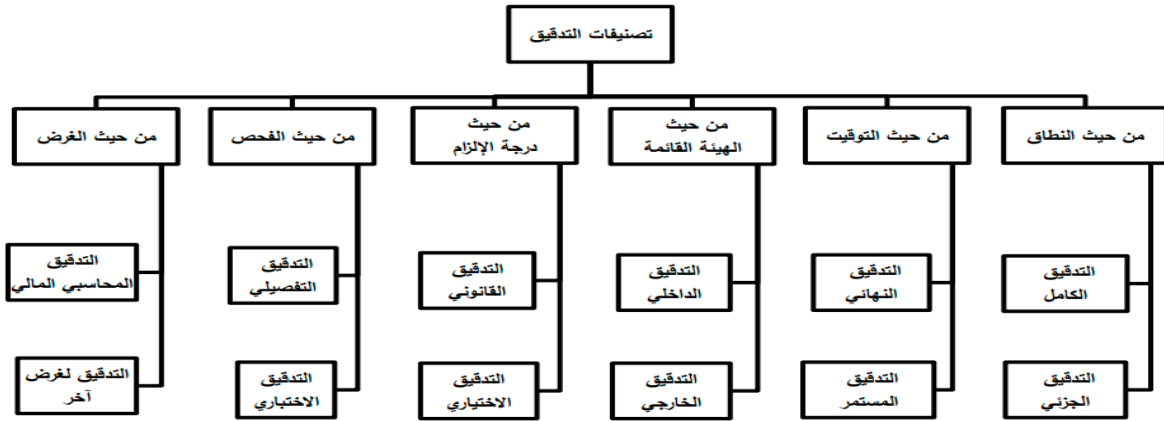 تصنيفات التدقيق
من حيث النطاق
من حيث التوقيت
من حيث
الهيئة القائمة
من حيث
درجة الإلزام
من حيث الفحص
من حيث الغرض
التدقيق
الكامل
التدقيق
النهائي
التدقيق
الداخلي
التدقيق
القانوني
التدقيق
التفصيلي
التدقيق
المحاسبي المالي
التدقيق
الجزئي
التدقيق
المستمر
التدقيق
الخارجي
التدقيق
الاختياري
التدقيق
الاختباري
التدقيق لغرض
آخر